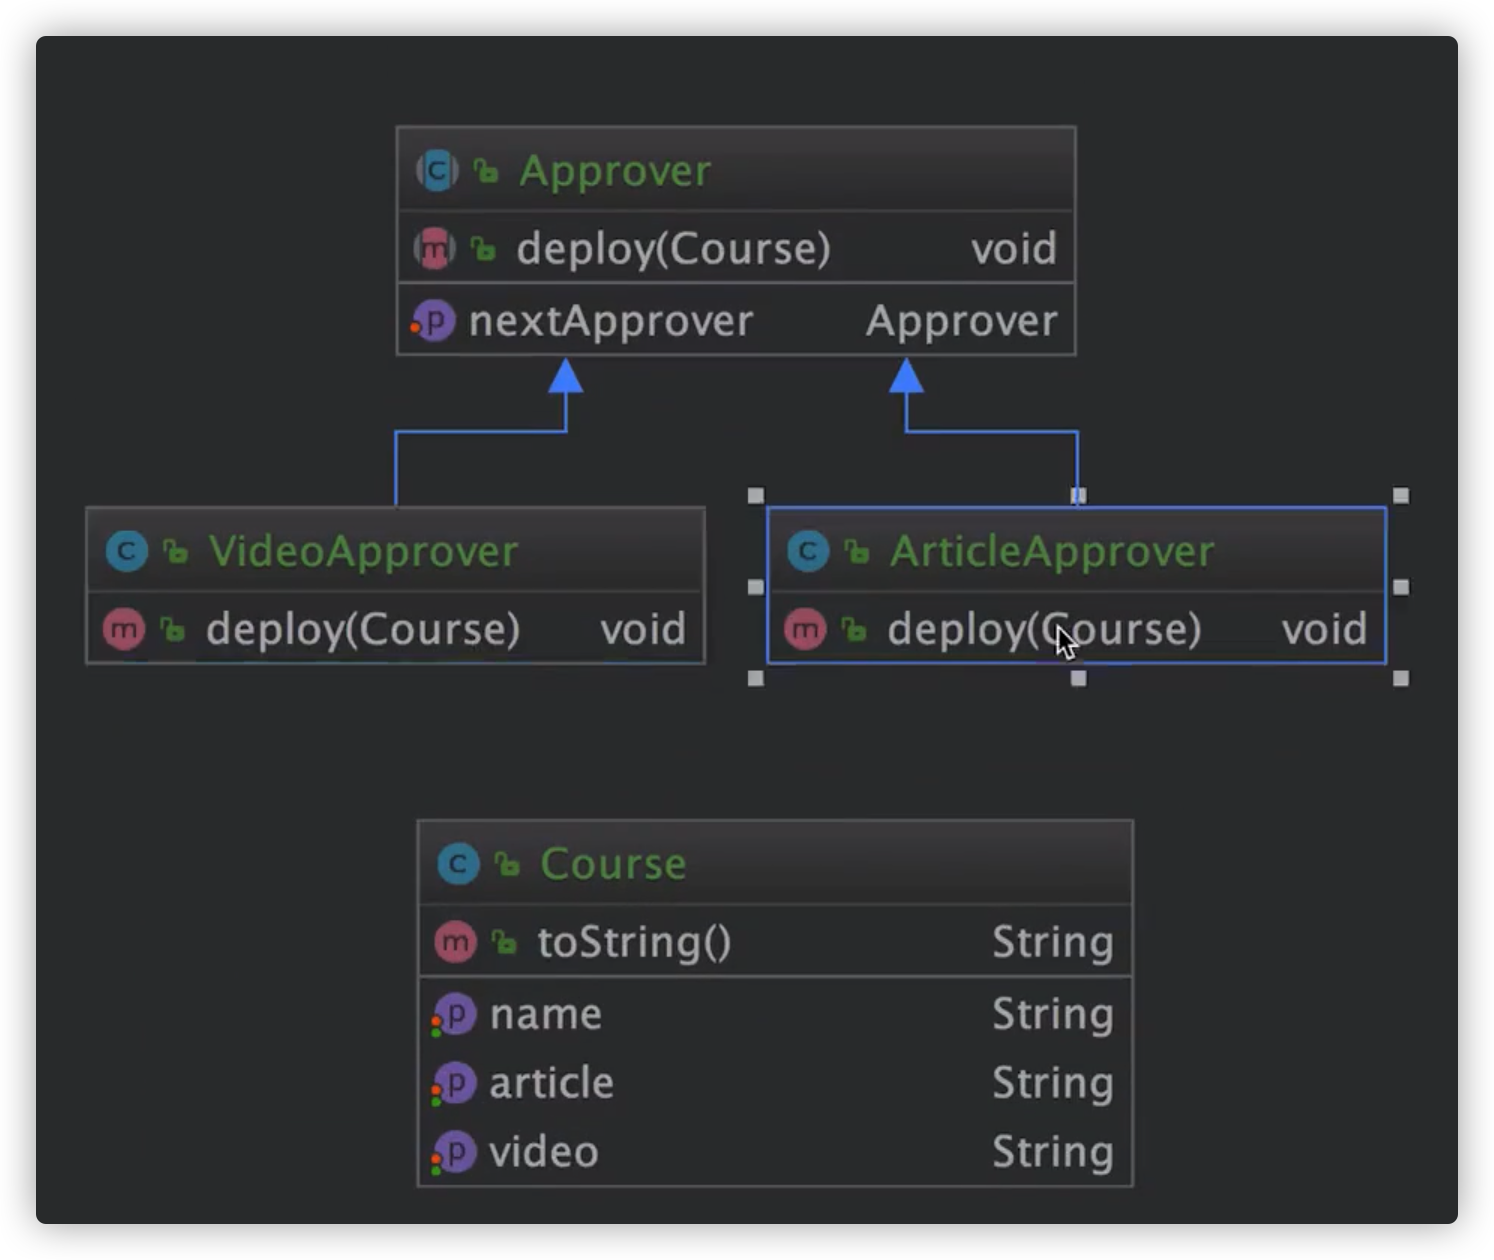 C Approver
m deploy(Course) void
p nextApprover Approver
C VideoApprover
m deploy(Course) void
C ArticleApprover
m deploy(Course) void
C Course
m toString() String
p name String
p article String
p video String